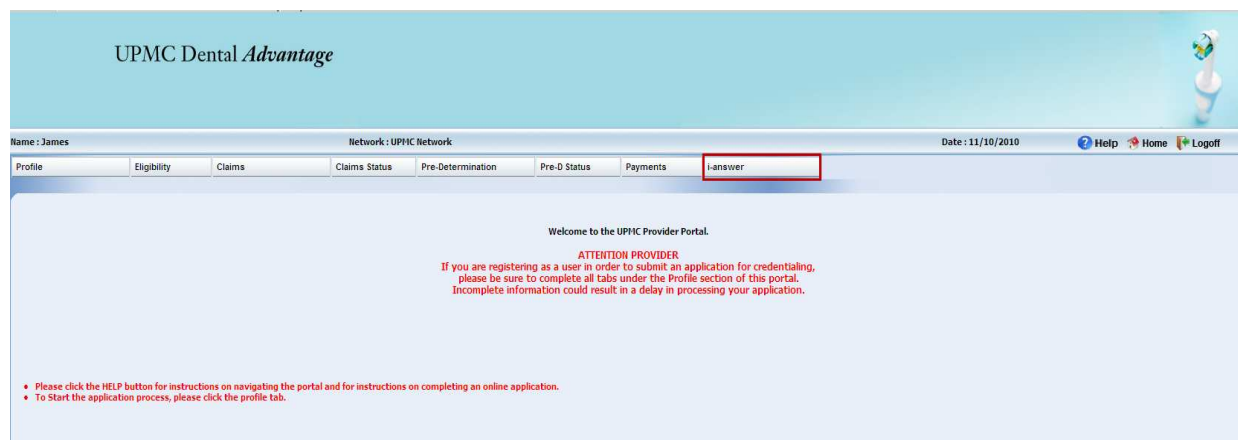 UPMC Dental Advantage
Name : James Network : UPMC Network Date : 11/10/2010 Help Home Logoff
Profile Eligibility Claims Claims Status Pre-Determination Pre-D Status Payments i-answer
Welcome to the UPMC Provider Portal.
ATTENTION PROVIDER
If you are registering as a user in order to submit an application for credentialing,
please be sure to complete all tabs under the Profile section of this portal.
Incomplete information could result in a delay in processing your application.
• Please click the HELP button for instructions on navigating the portal and for instructions on completing an online application.
• To Start the application process, please click the profile tab.